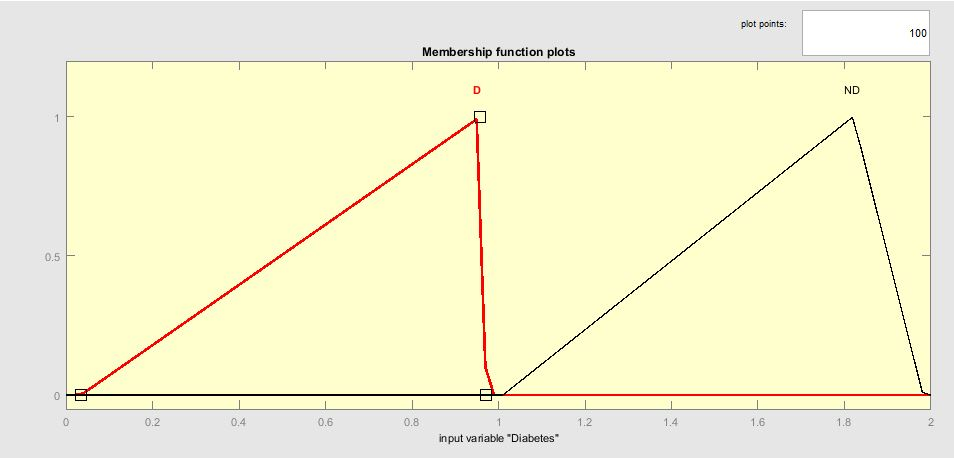 plot points:
100
Membership function plots
D
ND
1
0.5
0
0 0.2 0.4 0.6 0.8 1 1.2 1.4 1.6 1.8 2
input variable "Diabetes"